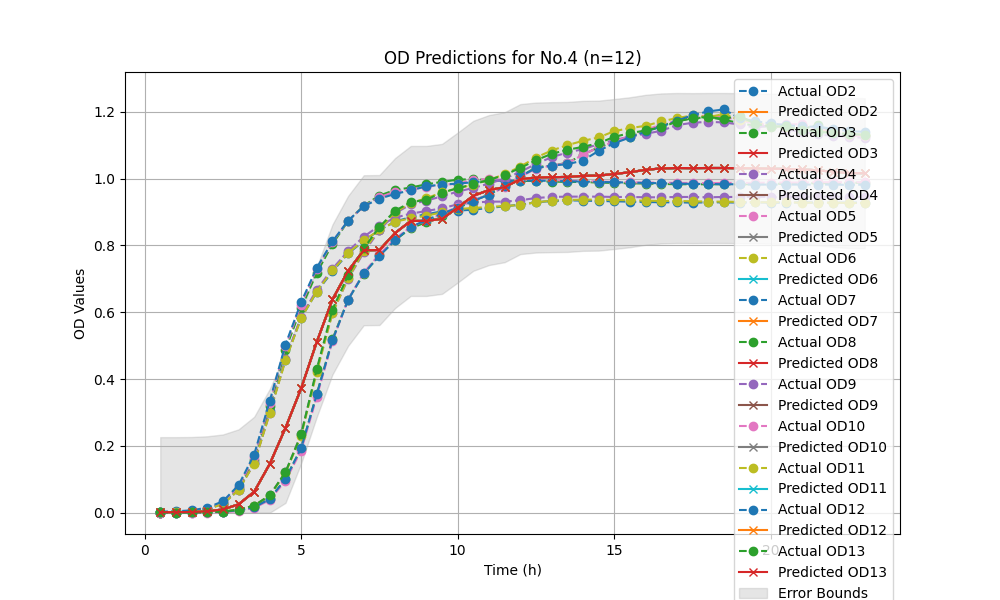 OD Predictions for No.4 (n=12)
OD Values
1.2
1.0
0.8
0.6
0.4
0.2
0.0
0
5
10
15
20
Time (h)
Actual OD2
Predicted OD2
Actual OD3
Predicted OD3
Actual OD4
Predicted OD4
Actual OD5
Predicted OD5
Actual OD6
Predicted OD6
Actual OD7
Predicted OD7
Actual OD8
Predicted OD8
Actual OD9
Predicted OD9
Actual OD10
Predicted OD10
Actual OD11
Predicted OD11
Actual OD12
Predicted OD12
Actual OD13
Predicted OD13
Error Bounds